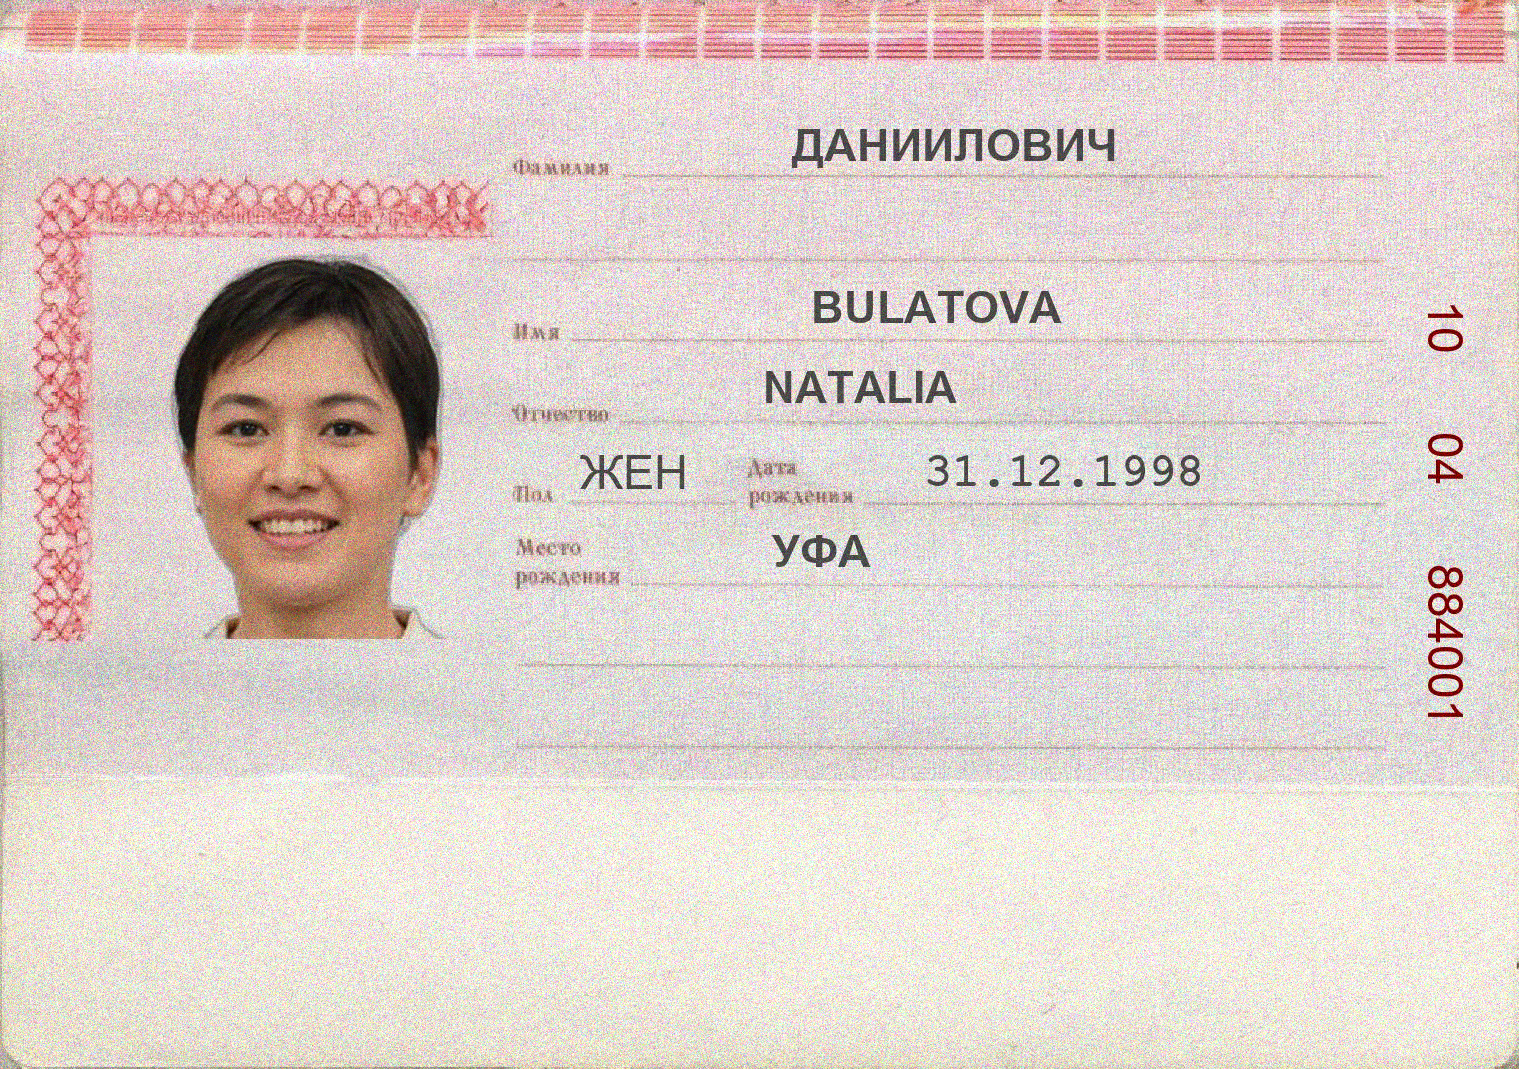 Фамилия ДАНИИЛОВИЧ
Имя BULATOVA
Отчество NATALIA
Пол ЖЕН Дата рождения 31.12.1998
Место рождения УФА
10 04 884001